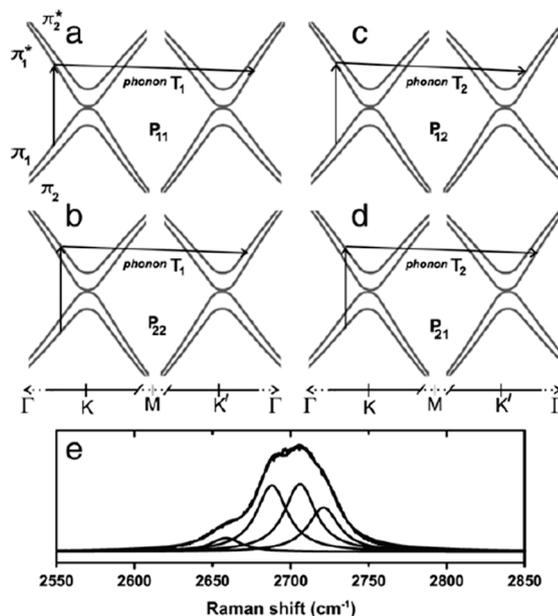 π₂* a c
π₁* phonon T₁ phonon T₂
P₁₁ P₁₂
π₁
π₂
b d
phonon T₁ phonon T₂
P₂₂ P₂₁
Γ K M K' Γ Γ K M K' Γ
e
2550 2600 2650 2700 2750 2800 2850
Raman shift (cm⁻¹)